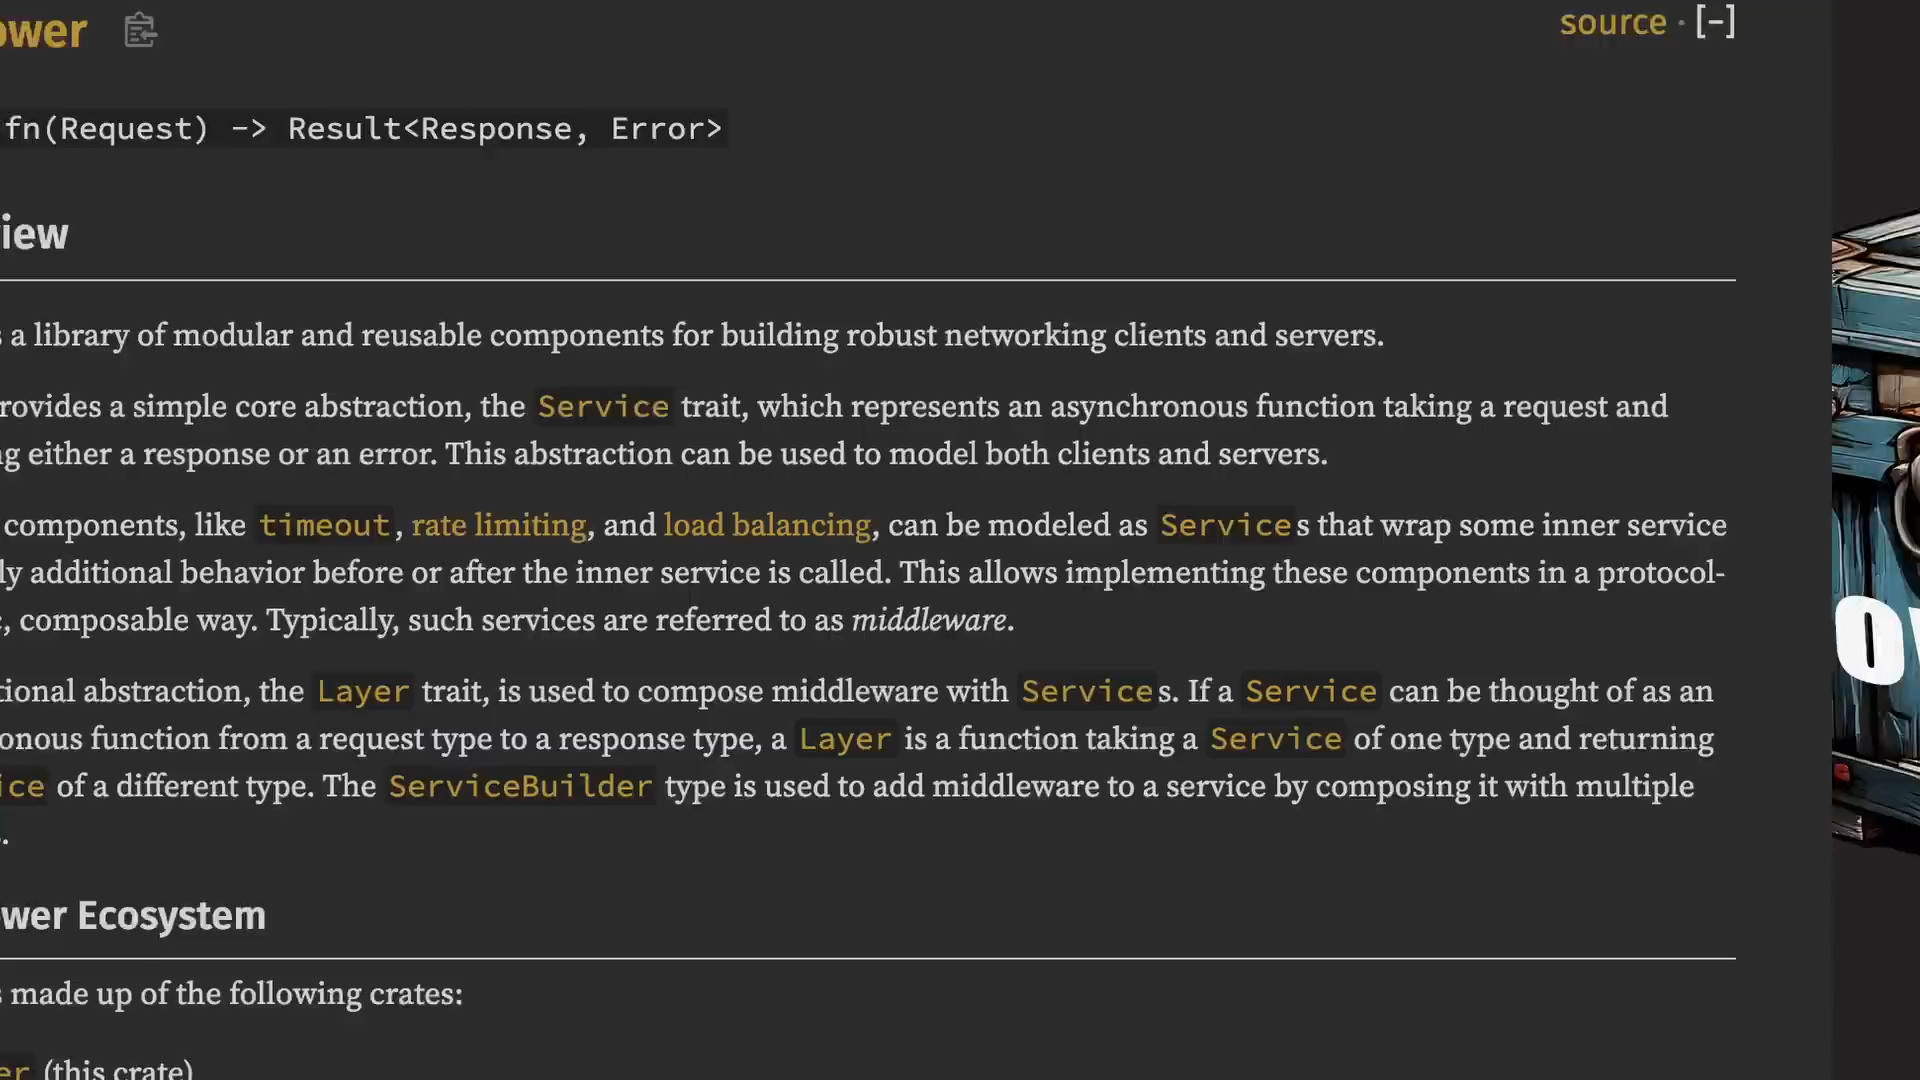 ower
source · [−]
fn(Request) -> Result<Response, Error>
iew
s a library of modular and reusable components for building robust networking clients and servers.
rovides a simple core abstraction, the Service trait, which represents an asynchronous function taking a request and
ng either a response or an error. This abstraction can be used to model both clients and servers.
components, like timeout, rate limiting, and load balancing, can be modeled as Services that wrap some inner service
ly additional behavior before or after the inner service is called. This allows implementing these components in a protocol-
c, composable way. Typically, such services are referred to as middleware.
tional abstraction, the Layer trait, is used to compose middleware with Services. If a Service can be thought of as an
onous function from a request type to a response type, a Layer is a function taking a Service of one type and returning
ice of a different type. The ServiceBuilder type is used to add middleware to a service by composing it with multiple
s.
wer Ecosystem
s made up of the following crates:
er (this crate)